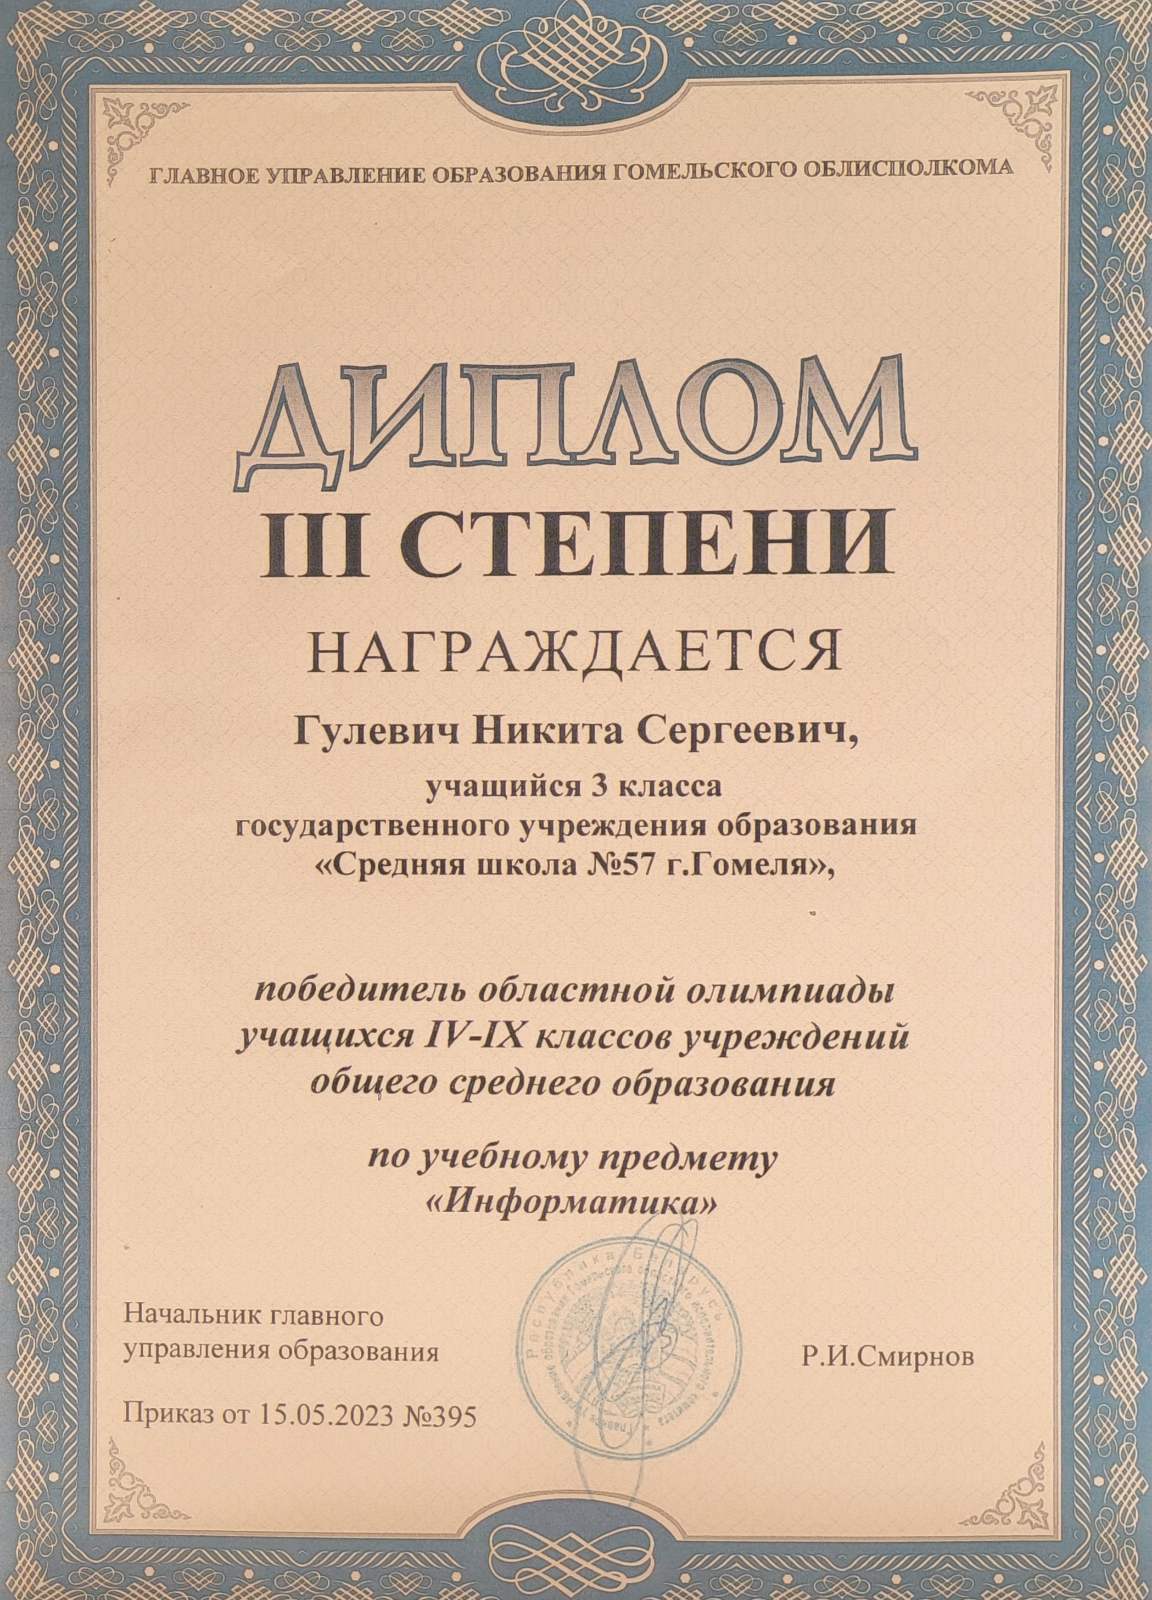 ГЛАВНОЕ УПРАВЛЕНИЕ ОБРАЗОВАНИЯ ГОМЕЛЬСКОГО ОБЛИСПОЛКОМА
ДИПЛОМ
III СТЕПЕНИ
НАГРАЖДАЕТСЯ
Гулевич Никита Сергеевич,
учащийся 3 класса
государственного учреждения образования
«Средняя школа №57 г.Гомеля»,
победитель областной олимпиады
учащихся IV-IX классов учреждений
общего среднего образования
по учебному предмету
«Информатика»
Начальник главного
управления образования
Р.И.Смирнов
Приказ от 15.05.2023 №395
Республика Беларусь